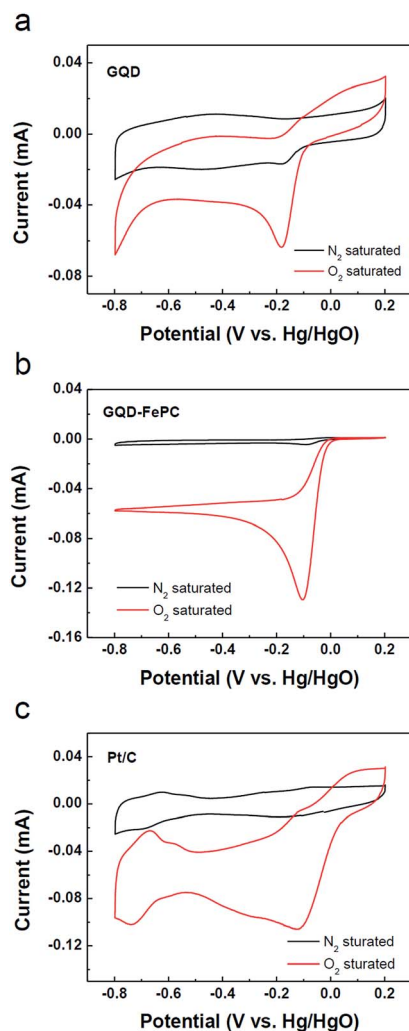 a
GQD
0.04
0.00
-0.04
-0.08
Current (mA)
N2 saturated
O2 saturated
-0.8 -0.6 -0.4 -0.2 0.0 0.2
Potential (V vs. Hg/HgO)
b
GQD-FePC
0.04
0.00
-0.04
-0.08
-0.12
-0.16
Current (mA)
N2 saturated
O2 saturated
-0.8 -0.6 -0.4 -0.2 0.0 0.2
Potential (V vs. Hg/HgO)
c
Pt/C
0.04
0.00
-0.04
-0.08
-0.12
Current (mA)
N2 sturated
O2 sturated
-0.8 -0.6 -0.4 -0.2 0.0 0.2
Potential (V vs. Hg/HgO)